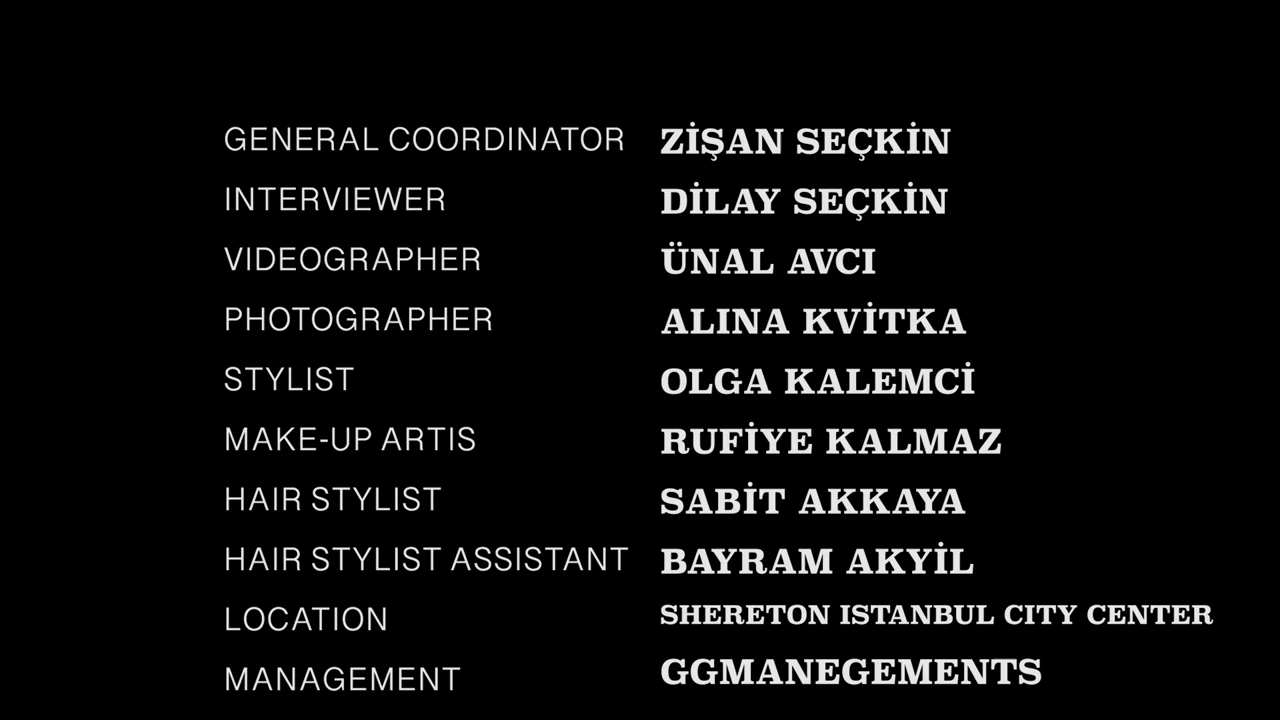 GENERAL COORDINATOR ZİŞAN SEÇKİN
INTERVIEWER DİLAY SEÇKİN
VIDEOGRAPHER ÜNAL AVCI
PHOTOGRAPHER ALINA KVİTKA
STYLIST OLGA KALEMCİ
MAKE-UP ARTIS RUFİYE KALMAZ
HAIR STYLIST SABİT AKKAYA
HAIR STYLIST ASSISTANT BAYRAM AKYİL
LOCATION SHERETON ISTANBUL CITY CENTER
MANAGEMENT GGMANEGEMENTS